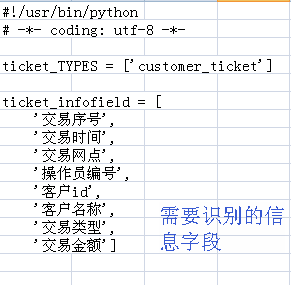 #!/usr/bin/python
# -*- coding: utf-8 -*-
ticket_TYPES = ['customer_ticket']
ticket_infofield = [
'交易序号',
'交易时间',
'交易网点',
'操作员编号',
'客户id',
'客户名称',
'交易类型',
'交易金额']
需要识别的信
息字段